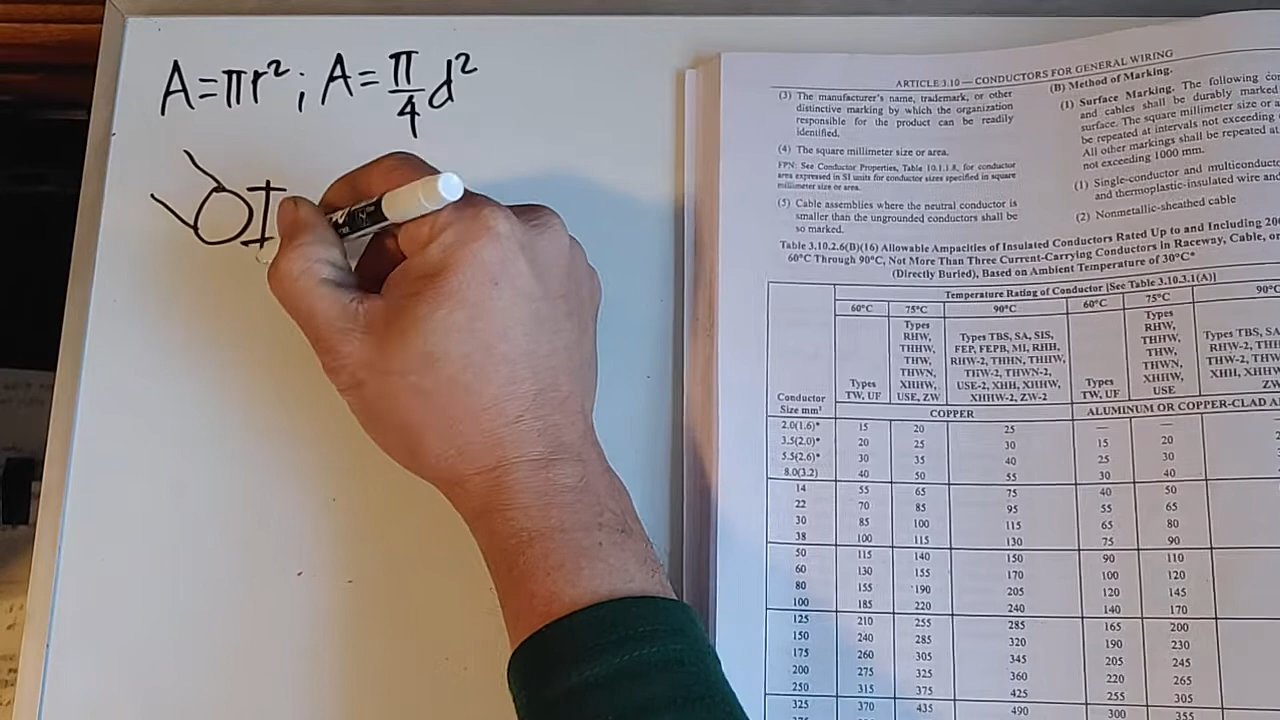 A=πr²; A=π/4 d²
I
ARTICLE 3.10 — CONDUCTORS FOR GENERAL WIRING
(3) The manufacturer's name, trademark, or other
distinctive marking by which the organization
responsible for the product can be readily
identified.
(4) The square millimeter size or area.
FPN: See Conductor Properties, Table 10.1.1.8, for conductor
area expressed in SI units for conductor sizes specified in square
millimeter size or area.
(5) Cable assemblies where the neutral conductor is
smaller than the ungrounded conductors shall be
so marked.
(B) Method of Marking.
(1) Surface Marking. The following
and cables shall be durably marked
surface. The square millimeter size or
be repeated at intervals not exceeding
All other markings shall be repeated
not exceeding 1000 mm.
(1) Single-conductor and
and thermoplastic-insulated wire and
(2) Nonmetallic-sheathed cable
Table 3.10.2.6(B)(16) Allowable Ampacities of Insulated Conductors Rated Up to and Including
60°C Through 90°C, Not More Than Three Current-Carrying Conductors in Raceway, Cable, or
(Directly Buried), Based on Ambient Temperature of 30°C*
Temperature Rating of Conductor [See Table 3.10.3.1(A)]
60°C 75°C 90°C 60°C 75°C 90°C
Conductor
Size mm²
Types
TW, UF
Types
RHW,
THHW,
THW,
THWN,
XHHW,
USE, ZW
Types TBS, SA, SIS,
FEP, FEPB, MI, RHH,
RHW-2, THHN, THHW,
THW-2, THWN-2,
USE-2, XHH, XHHW,
XHHW-2, ZW-2
Types
TW, UF
Types
RHW,
THHW,
THW,
THWN,
XHHW,
USE
Types TBS, SA
RHW-2,
THW-2,
XHH,
COPPER ALUMINUM OR COPPER-CLAD
2.0(1.6)* 15 20 25 — —
3.5(2.0)* 20 25 30 15 20
5.5(2.6)* 30 35 40 25 30
8.0(3.2) 40 50 55 30 40
14 55 65 75 40 50
22 70 85 95 55 65
30 85 100 115 65 80
38 100 115 130 75 90
50 115 140 150 90 110
60 130 155 170 100 120
80 155 190 205 120 145
100 185 220 240 140 170
125 210 255 285 165 200
150 240 285 320 190 230
175 260 305 345 205 245
200 275 325 360 220 265
250 315 375 425 255 305
325 370 435 490 300 355